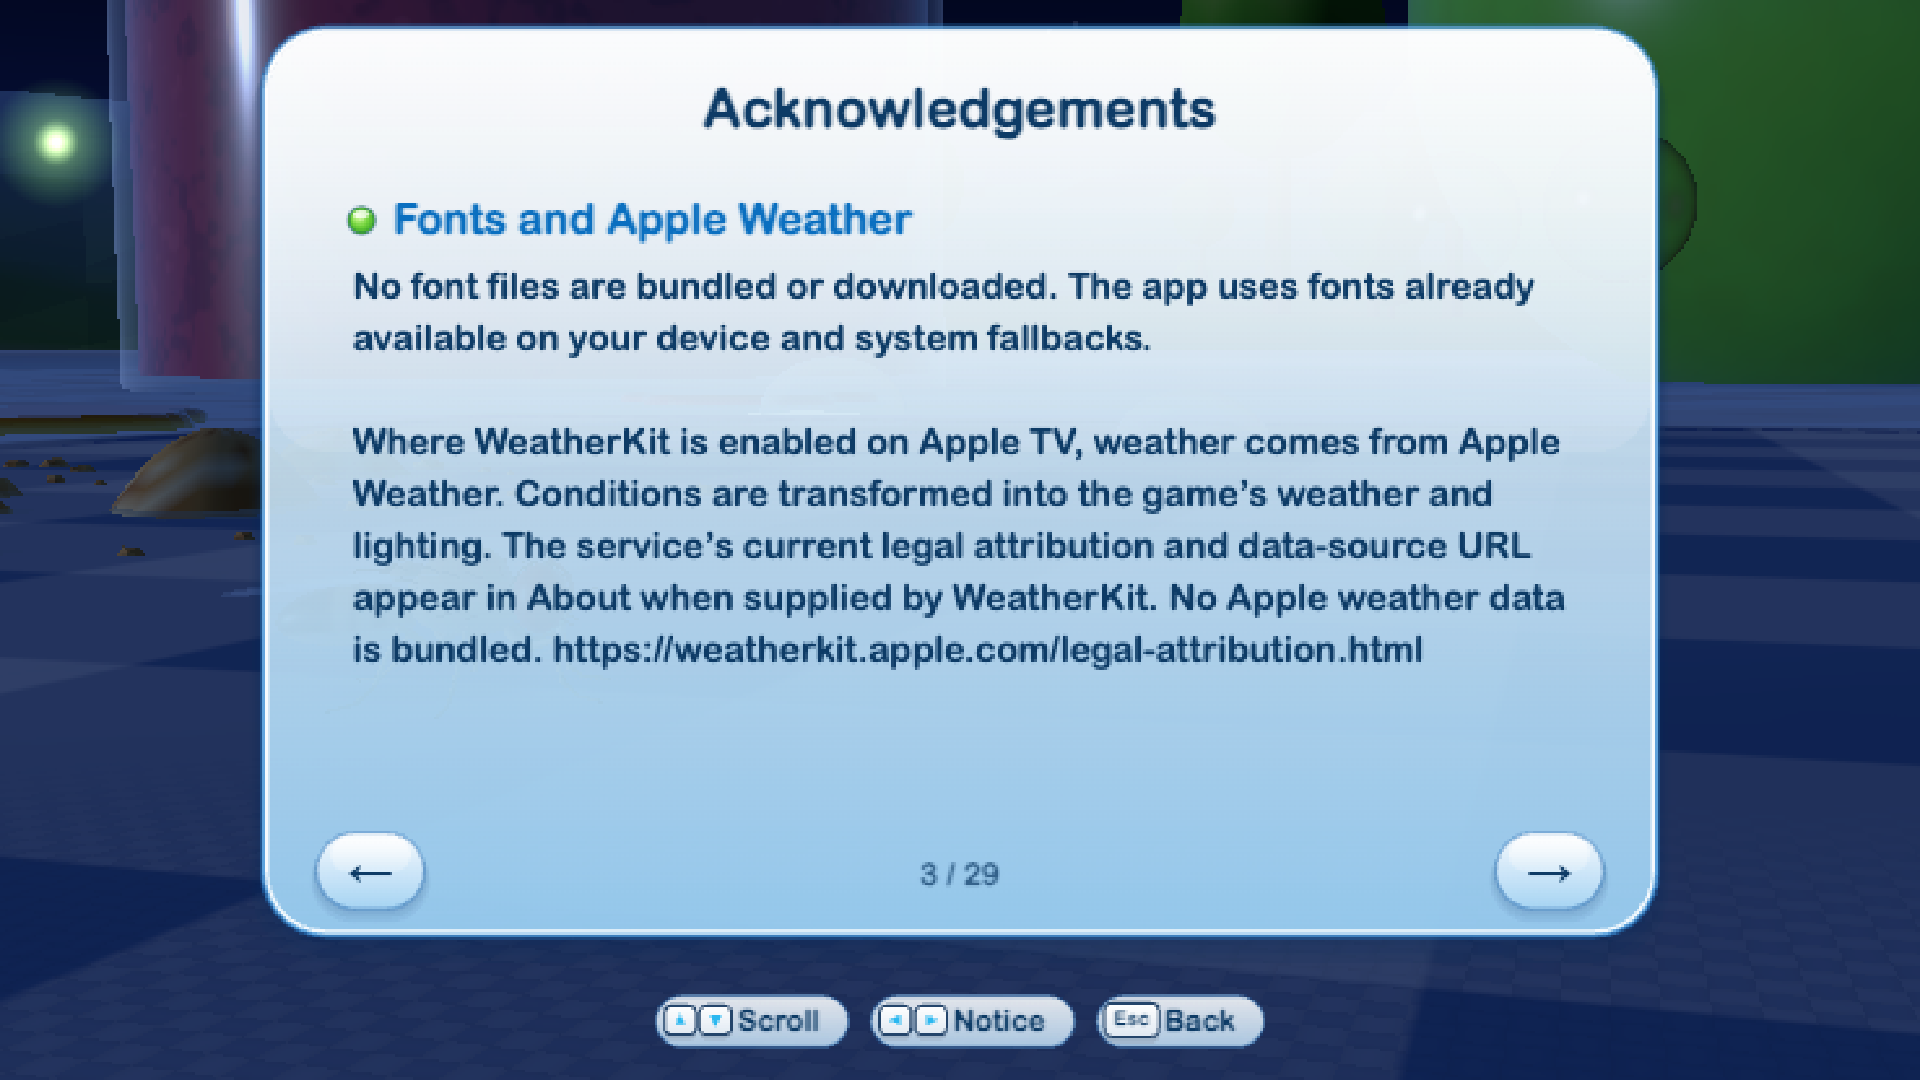 Acknowledgements
Fonts and Apple Weather
No font files are bundled or downloaded. The app uses fonts already
available on your device and system fallbacks.
Where WeatherKit is enabled on Apple TV, weather comes from Apple
Weather. Conditions are transformed into the game’s weather and
lighting. The service’s current legal attribution and data-source URL
appear in About when supplied by WeatherKit. No Apple weather data
is bundled. https://weatherkit.apple.com/legal-attribution.html
← 3 / 29 →
▲ ▼ Scroll ◀ ▶ Notice Esc Back